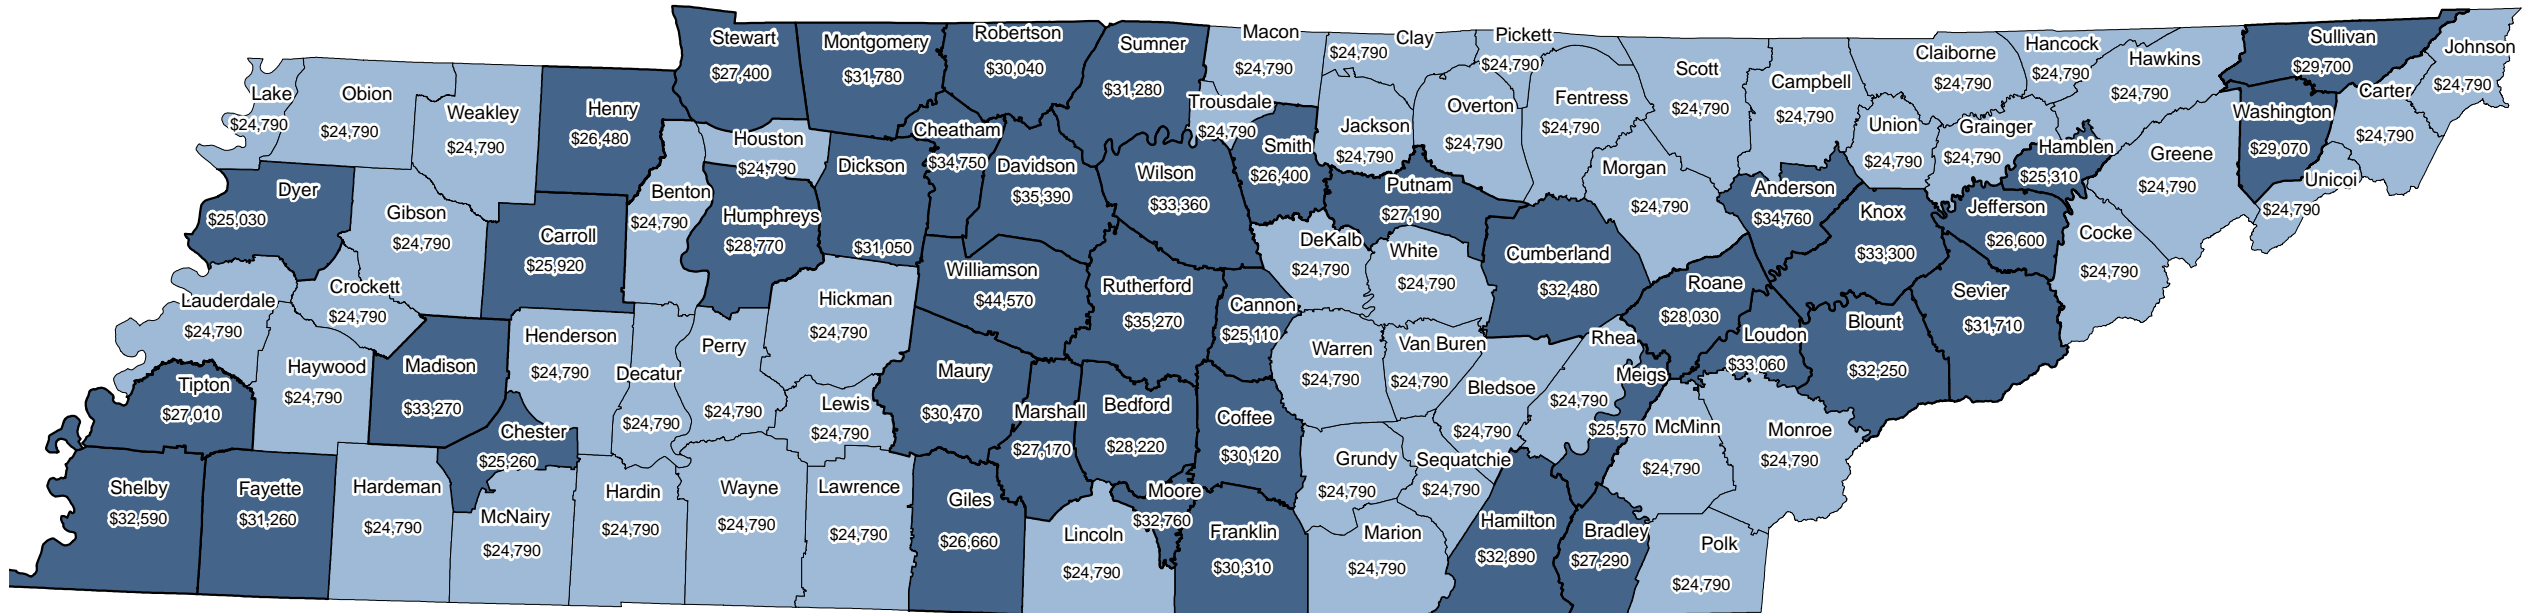 Stewart
$27,400
Montgomery
$31,780
Robertson
$30,040
Sumner
$31,280
Macon
$24,790
Clay
$24,790
Pickett
$24,790
Scott
$24,790
Campbell
$24,790
Claiborne
$24,790
Hancock
$24,790
Hawkins
$24,790
Sullivan
$29,700
Johnson
$24,790
Lake
$24,790
Obion
$24,790
Weakley
$24,790
Henry
$26,480
Houston
$24,790
Cheatham
$34,750
Dickson
$31,050
Davidson
$35,390
Wilson
$33,360
Trousdale
$24,790
Smith
$26,400
Jackson
$24,790
Overton
$24,790
Fentress
$24,790
Morgan
$24,790
Union
$24,790
Grainger
$24,790
Hamblen
$25,310
Greene
$24,790
Washington
$29,070
Carter
$24,790
Unicoi
$24,790
Dyer
$25,030
Gibson
$24,790
Carroll
$25,920
Benton
$24,790
Humphreys
$28,770
Williamson
$44,570
Rutherford
$35,270
Cannon
$25,110
DeKalb
$24,790
Putnam
$27,190
White
$24,790
Cumberland
$32,480
Anderson
$34,760
Knox
$33,300
Jefferson
$26,600
Cocke
$24,790
Sevier
$31,710
Lauderdale
$24,790
Crockett
$24,790
Haywood
$24,790
Madison
$33,270
Henderson
$24,790
Decatur
$24,790
Perry
$24,790
Hickman
$24,790
Lewis
$24,790
Maury
$30,470
Marshall
$27,170
Bedford
$28,220
Coffee
$30,120
Warren
$24,790
Van Buren
$24,790
Bledsoe
$24,790
Rhea
$24,790
Roane
$28,030
Meigs
$25,570
Loudon
$33,060
Blount
$32,250
Tipton
$27,010
Chester
$25,260
Grundy
$24,790
Sequatchie
$24,790
McMinn
$24,790
Monroe
$24,790
Shelby
$32,590
Fayette
$31,260
Hardeman
$24,790
McNairy
$24,790
Hardin
$24,790
Wayne
$24,790
Lawrence
$24,790
Giles
$26,660
Lincoln
$24,790
Moore
$32,760
Franklin
$30,310
Marion
$24,790
Hamilton
$32,890
Bradley
$27,290
Polk
$24,790